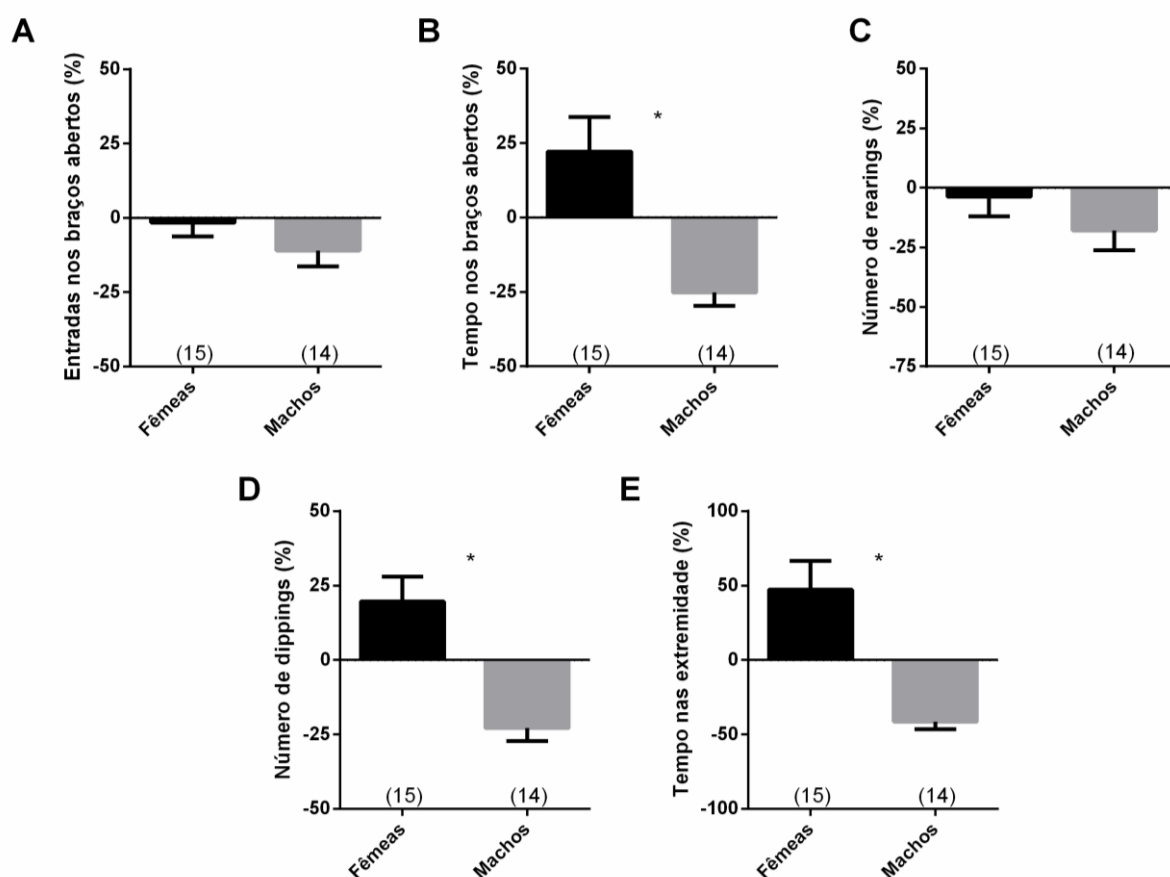 A
Entradas nos braços abertos (%)
50
25
0
-25
-50
(15)
(14)
Fêmeas
Machos
B
Tempo nos braços abertos (%)
50
25
0
-25
-50
*
(15)
(14)
Fêmeas
Machos
C
Número de rearings (%)
50
25
0
-25
-50
-75
(15)
(14)
Fêmeas
Machos
D
Número de dippings (%)
50
25
0
-25
-50
*
(15)
(14)
Fêmeas
Machos
E
Tempo nas extremidade (%)
100
50
0
-50
-100
*
(15)
(14)
Fêmeas
Machos